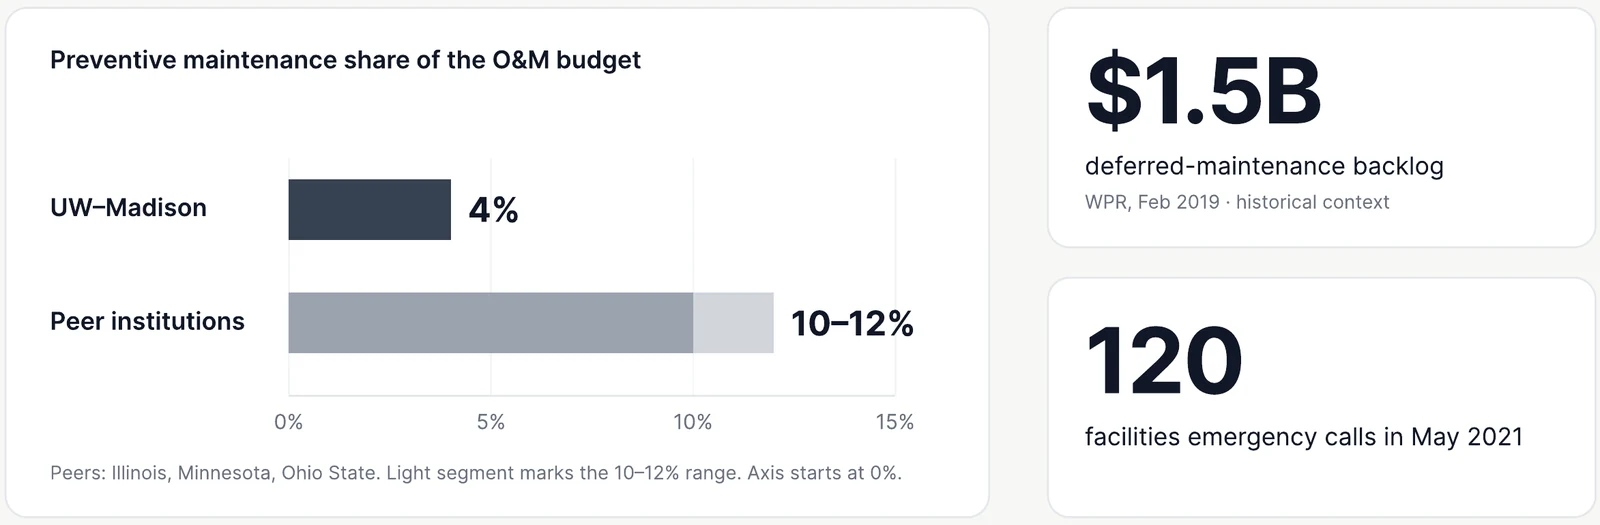 Preventive maintenance share of the O&M budget
UW–Madison
4%
Peer institutions
10–12%
0%
5%
10%
15%
Peers: Illinois, Minnesota, Ohio State. Light segment marks the 10–12% range. Axis starts at 0%.
$1.5B
deferred-maintenance backlog
WPR, Feb 2019 · historical context
120
facilities emergency calls in May 2021